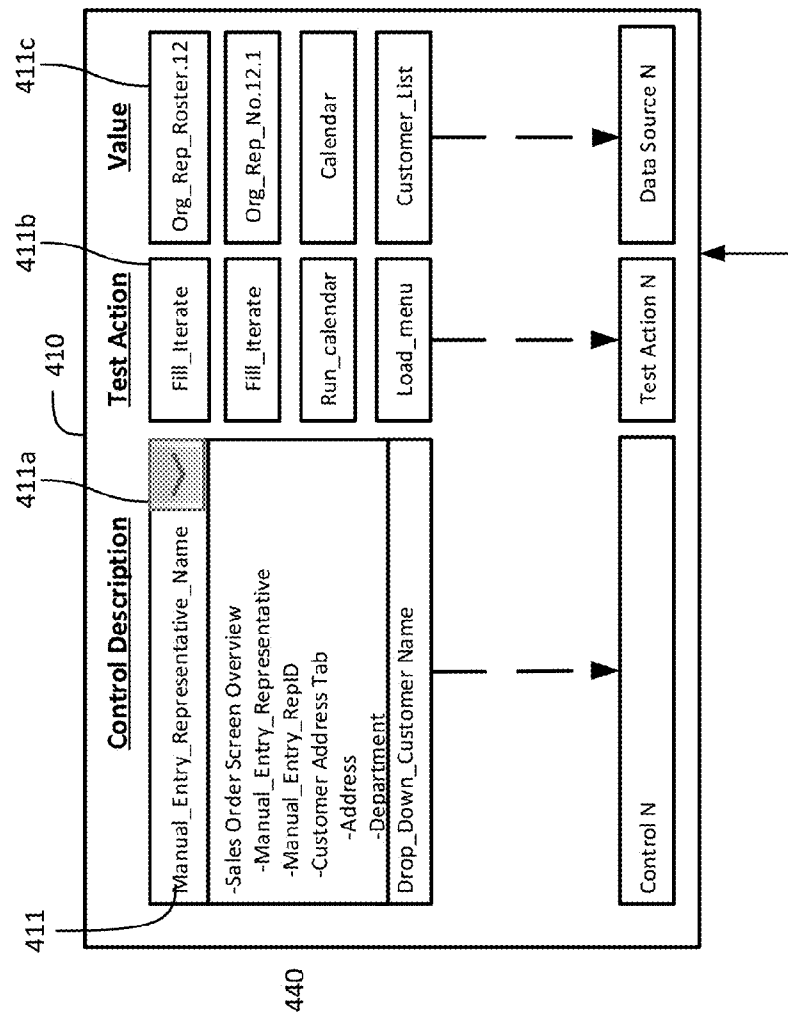 410
411
411a
411b
411c
Control Description
Test Action
Value
Manual_Entry_Representative_Name
Fill_Iterate
Org_Rep_Roster.12
-Sales Order Screen Overview
-Manual_Entry_Representative
-Manual_Entry_RepID
-Customer Address Tab
-Address
-Department
Fill_Iterate
Org_Rep_No.12.1
Run_calendar
Calendar
Drop_Down_Customer Name
Load_menu
Customer_List
Control N
Test Action N
Data Source N
440